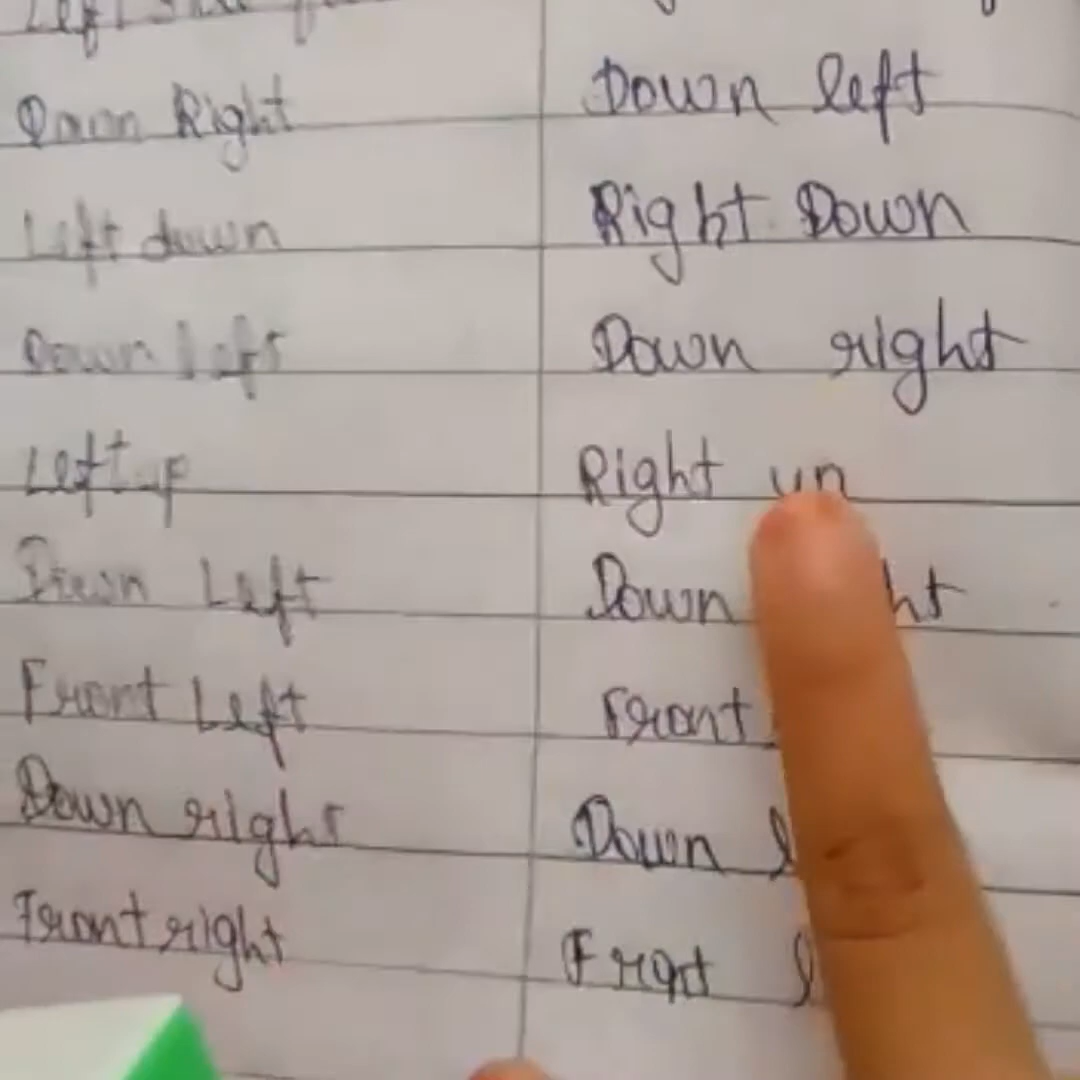 Down Right Down left
Left down Right Down
Down left Down right
Left up Right up
Down Left Down
Front Left Front
Down right Down
Front right Front